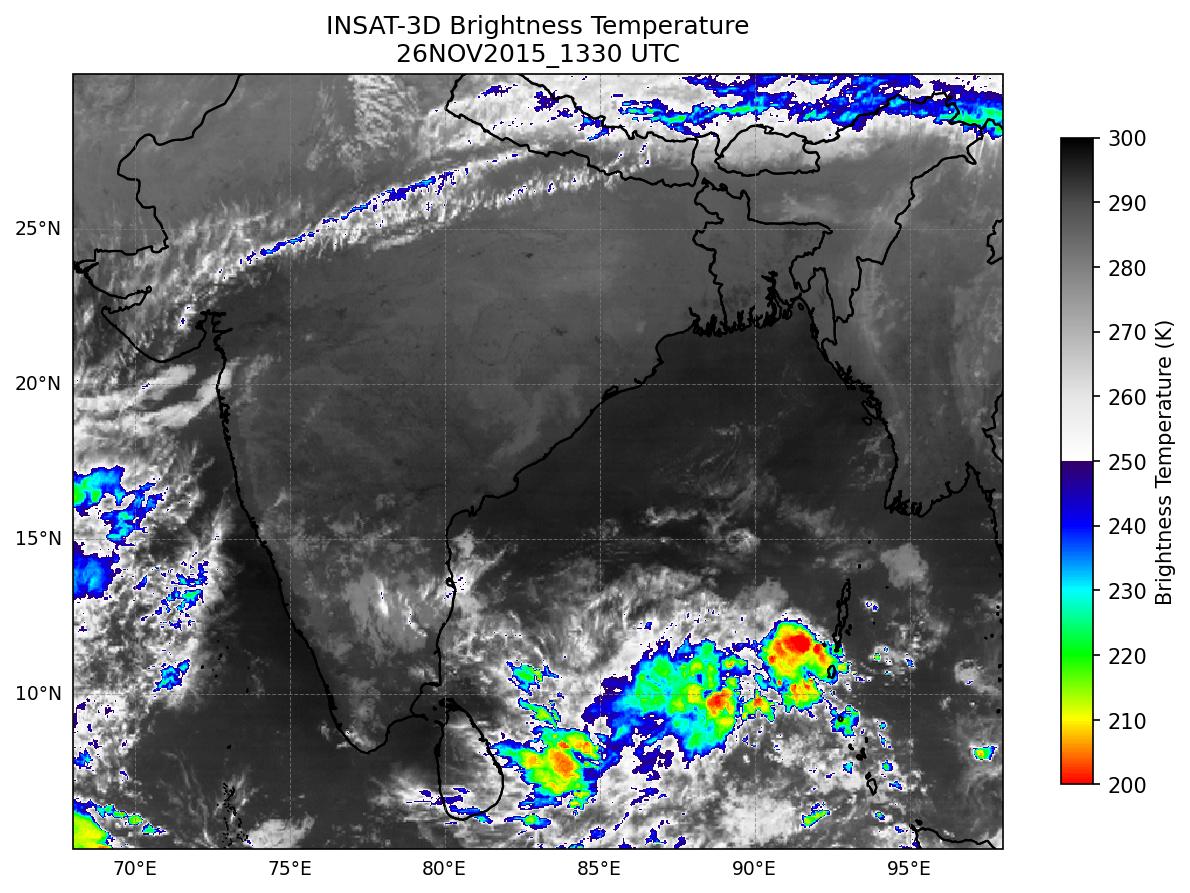 INSAT-3D Brightness Temperature
26NOV2015_1330 UTC
25°N
20°N
15°N
10°N
70°E
75°E
80°E
85°E
90°E
95°E
300
290
280
270
260
250
240
230
220
210
200
Brightness Temperature (K)